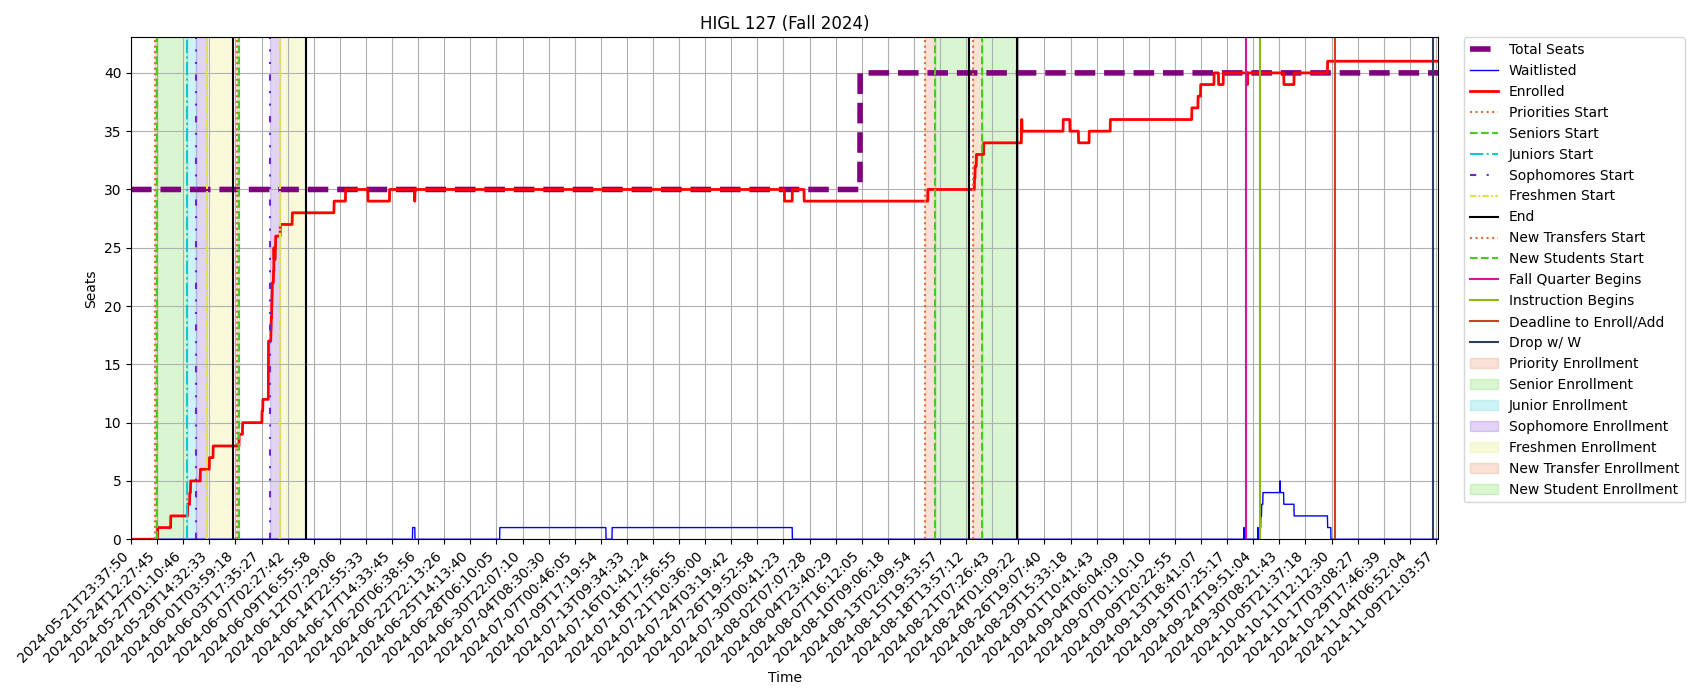 HIGL 127 (Fall 2024)
Seats
40
35
30
25
20
15
10
5
0
2024-05-21T23:37:50
2024-05-24T12:27:45
2024-05-27T01:10:46
2024-05-29T14:32:33
2024-06-01T03:59:18
2024-06-03T17:35:27
2024-06-07T02:27:42
2024-06-09T16:55:58
2024-06-12T07:29:06
2024-06-14T22:55:33
2024-06-17T14:33:45
2024-06-20T06:38:56
2024-06-22T22:13:26
2024-06-25T14:13:40
2024-06-28T06:10:05
2024-06-30T22:07:10
2024-07-04T08:30:30
2024-07-07T00:46:05
2024-07-09T17:19:54
2024-07-13T09:34:33
2024-07-16T01:41:24
2024-07-18T17:56:55
2024-07-21T10:36:00
2024-07-24T03:19:42
2024-07-26T19:52:58
2024-07-30T00:41:23
2024-08-02T07:07:28
2024-08-04T23:40:29
2024-08-07T16:12:05
2024-08-10T09:06:18
2024-08-13T02:09:54
2024-08-15T19:53:57
2024-08-18T13:57:12
2024-08-21T07:26:43
2024-08-24T01:09:22
2024-08-26T19:07:40
2024-08-29T15:33:18
2024-09-01T10:41:43
2024-09-04T06:04:09
2024-09-07T01:10:10
2024-09-09T20:22:55
2024-09-13T18:41:07
2024-09-19T07:25:17
2024-09-24T19:51:04
2024-09-30T08:21:43
2024-10-05T21:37:18
2024-10-11T12:12:30
2024-10-17T03:08:27
2024-10-29T17:46:39
2024-11-04T06:52:04
2024-11-09T21:03:57
Time
Total Seats
Waitlisted
Enrolled
Priorities Start
Seniors Start
Juniors Start
Sophomores Start
Freshmen Start
End
New Transfers Start
New Students Start
Fall Quarter Begins
Instruction Begins
Deadline to Enroll/Add
Drop w/ W
Priority Enrollment
Senior Enrollment
Junior Enrollment
Sophomore Enrollment
Freshmen Enrollment
New Transfer Enrollment
New Student Enrollment